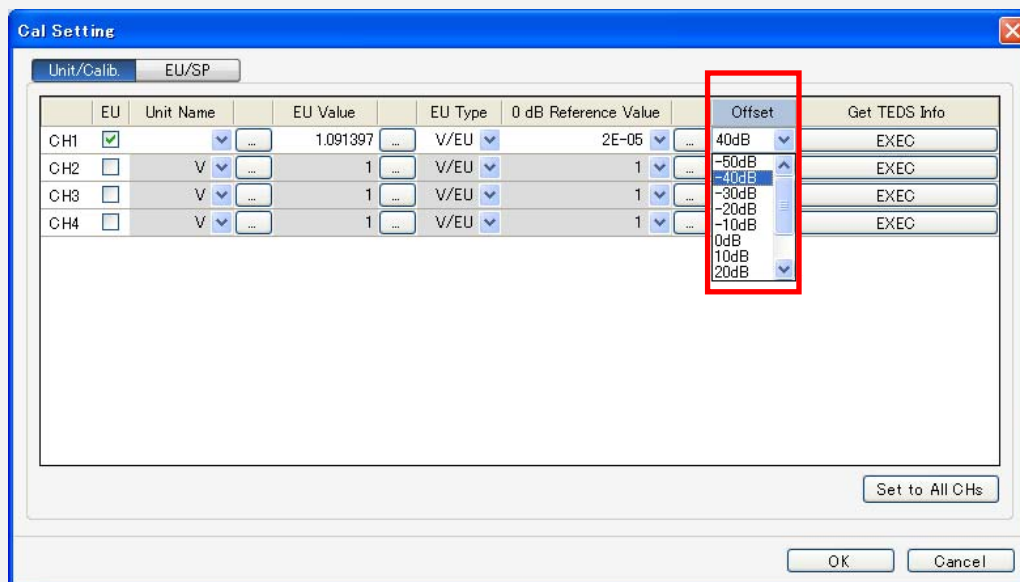 Cal Setting
Unit/Calib. EU/SP
EU Unit Name EU Value EU Type 0 dB Reference Value Offset Get TEDS Info
CH1 ... 1.091397 ... V/EU 2E-05 ... 40dB EXEC
CH2 V ... 1 ... V/EU 1 ... -50dB EXEC
-40dB
CH3 V ... 1 ... V/EU 1 ... -30dB EXEC
-20dB
CH4 V ... 1 ... V/EU 1 ... -10dB EXEC
0dB
10dB
20dB
Set to All CHs
OK Cancel